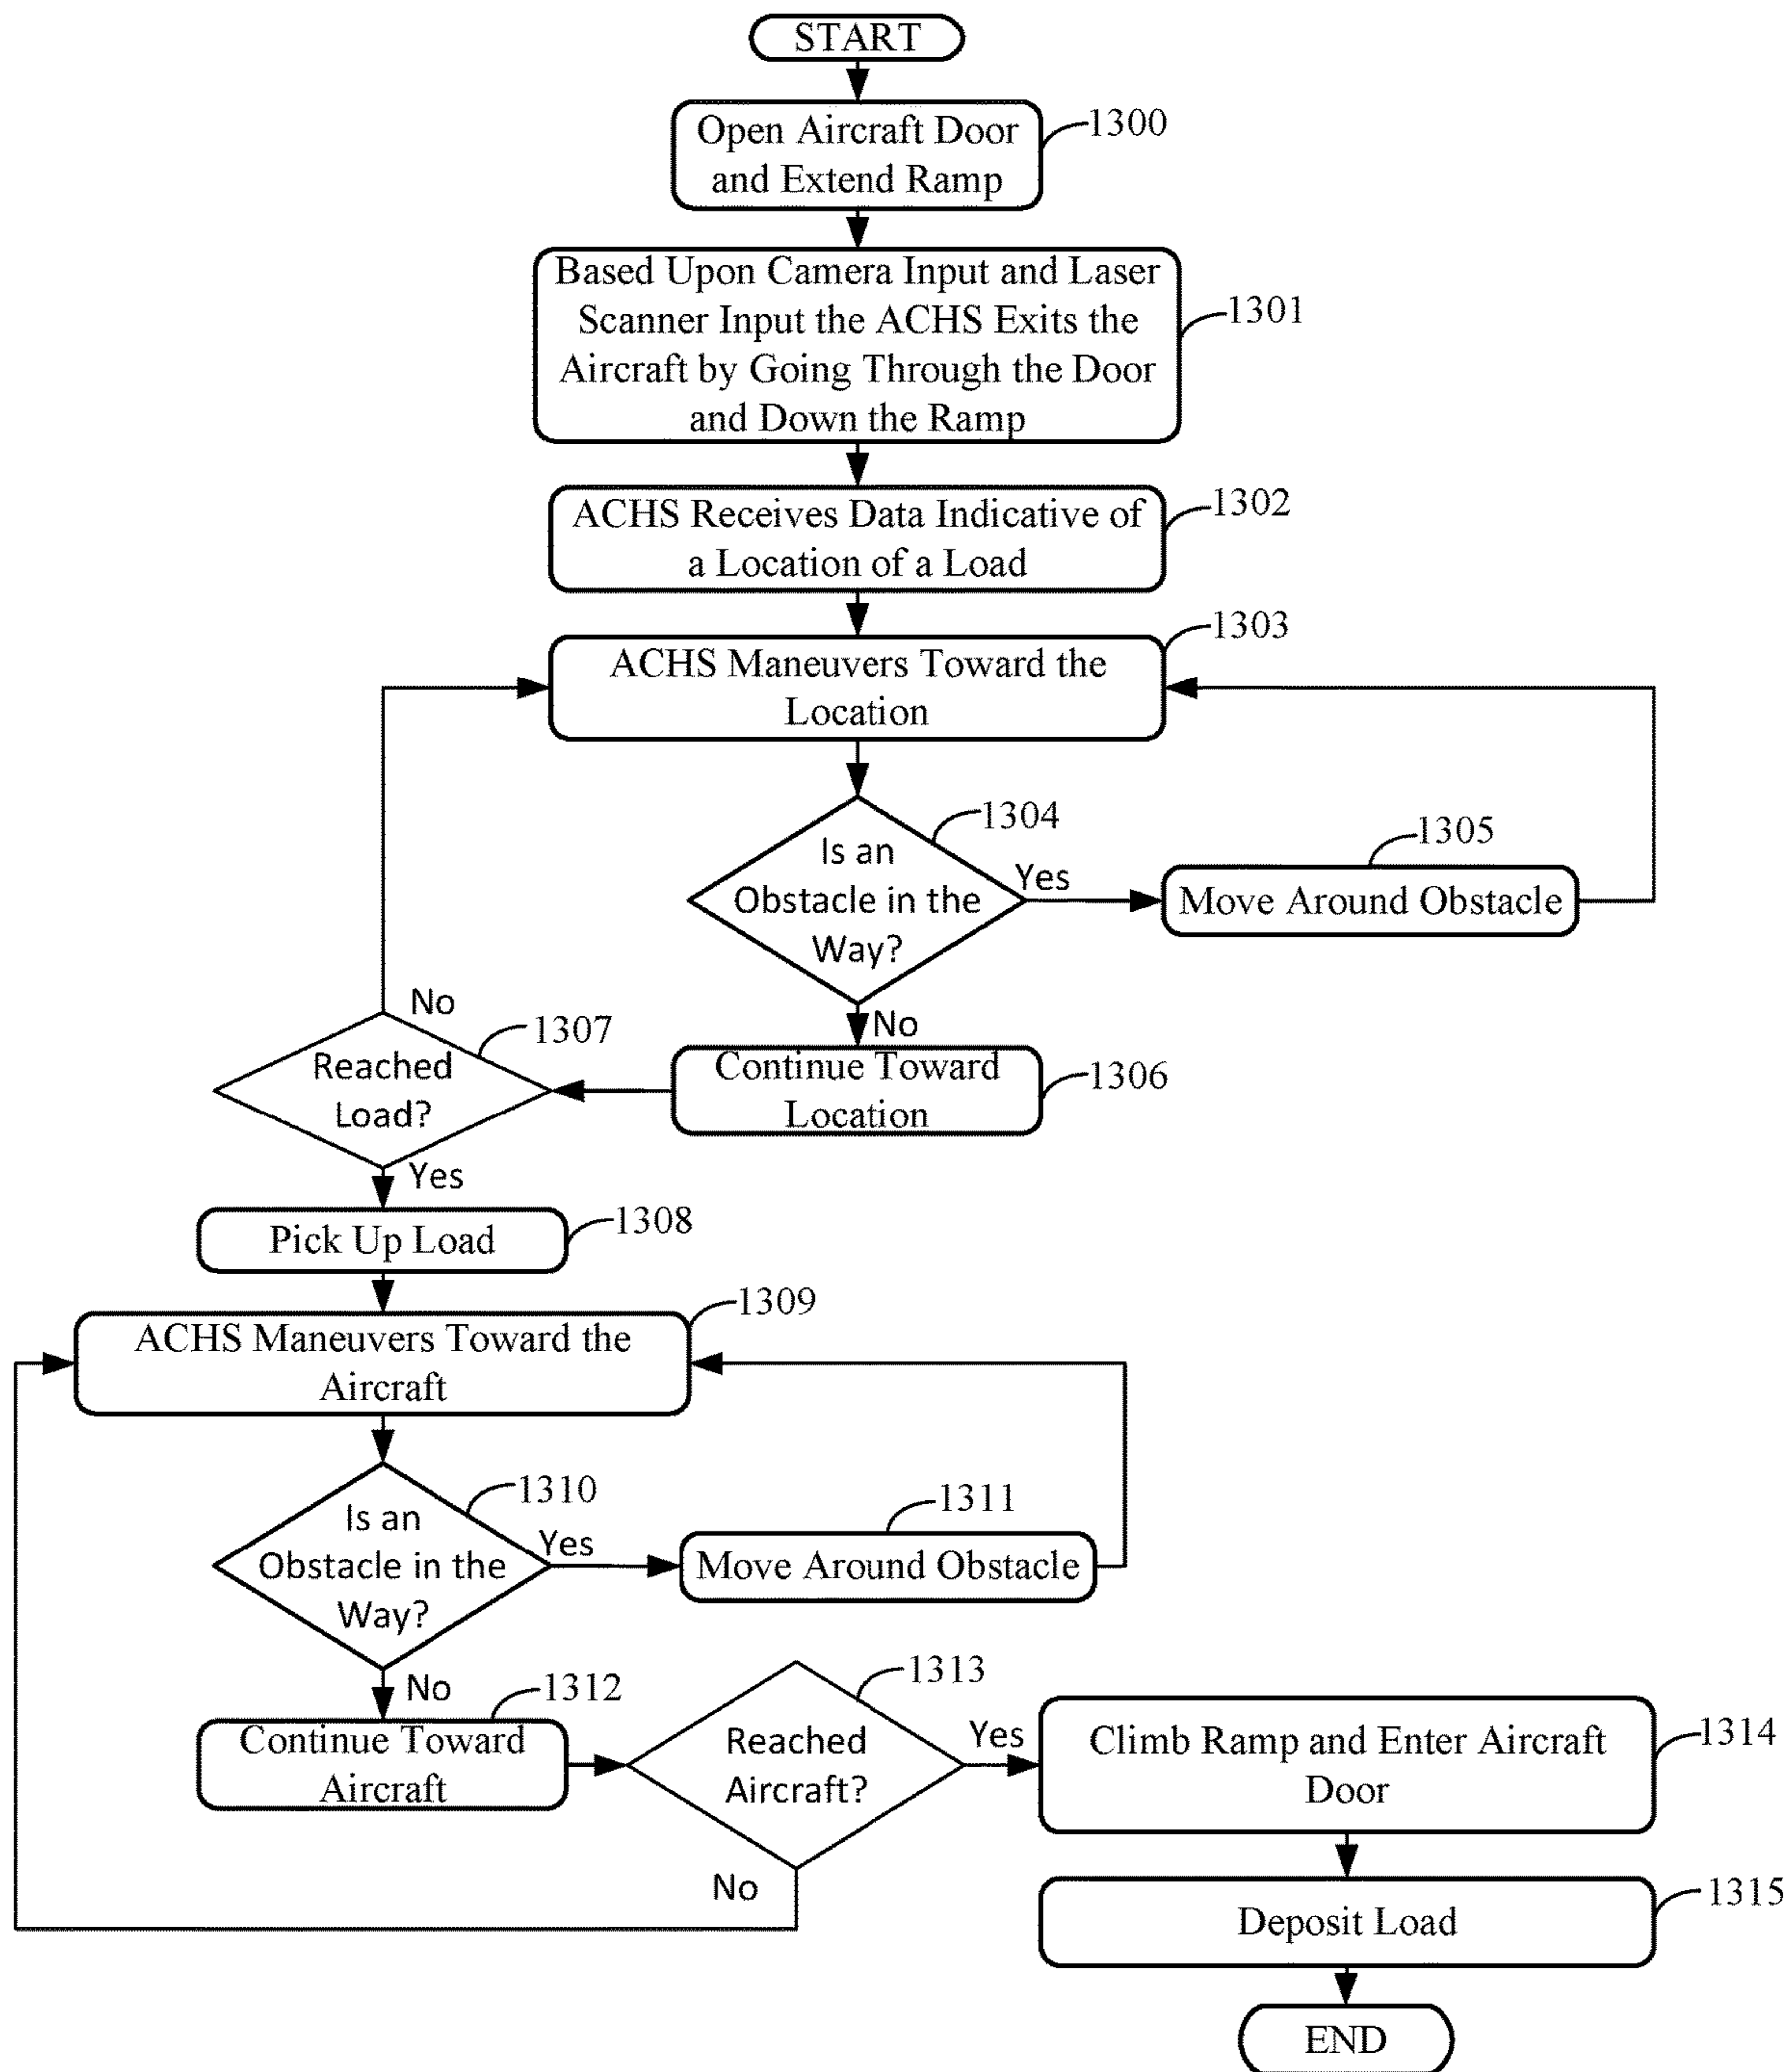 START
Open Aircraft Door
and Extend Ramp
1300
Based Upon Camera Input and Laser
Scanner Input the ACHS Exits the
Aircraft by Going Through the Door
and Down the Ramp
1301
ACHS Receives Data Indicative of
a Location of a Load
1302
ACHS Maneuvers Toward the
Location
1303
Is an
Obstacle in the
Way?
1304
Yes
Move Around Obstacle
1305
No
Continue Toward
Location
1306
Reached
Load?
1307
No
Yes
Pick Up Load
1308
ACHS Maneuvers Toward the
Aircraft
1309
Is an
Obstacle in the
Way?
1310
Yes
Move Around Obstacle
1311
No
Continue Toward
Aircraft
1312
Reached
Aircraft?
1313
No
Yes
Climb Ramp and Enter Aircraft
Door
1314
Deposit Load
1315
END